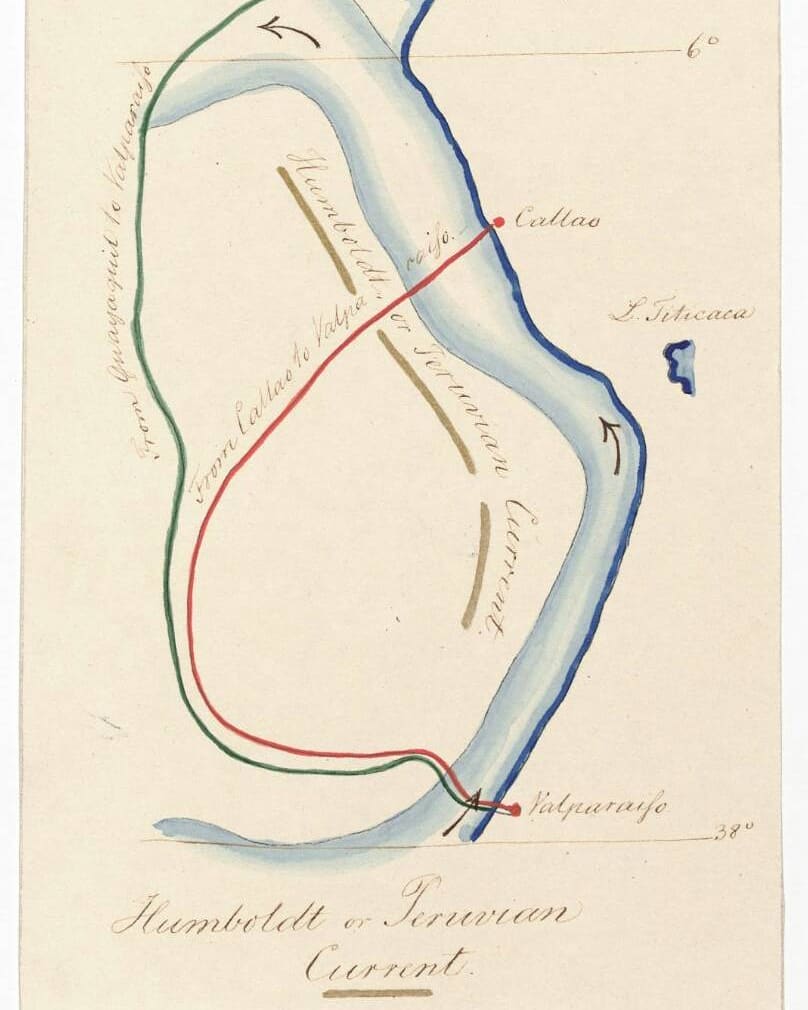 6°
From Guayaquil to Valparaiso
Callao
Humboldt, or Peruvian Current.
From Callao to Valparaiso.
L. Titicaca
Valparaiso
38°
Humboldt or Peruvian
Current.